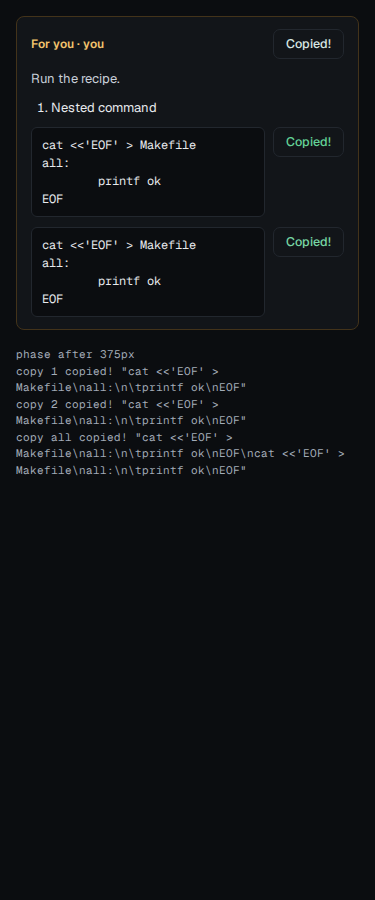 For you · you
Copied!
Run the recipe.
1. Nested command
cat <<'EOF' > Makefile
all:
        printf ok
EOF
Copied!
cat <<'EOF' > Makefile
all:
        printf ok
EOF
Copied!
phase after 375px
copy 1 copied! "cat <<'EOF' >
Makefile\nall:\n\tprintf ok\nEOF"
copy 2 copied! "cat <<'EOF' >
Makefile\nall:\n\tprintf ok\nEOF"
copy all copied! "cat <<'EOF' >
Makefile\nall:\n\tprintf ok\nEOF\ncat <<'EOF' >
Makefile\nall:\n\tprintf ok\nEOF"